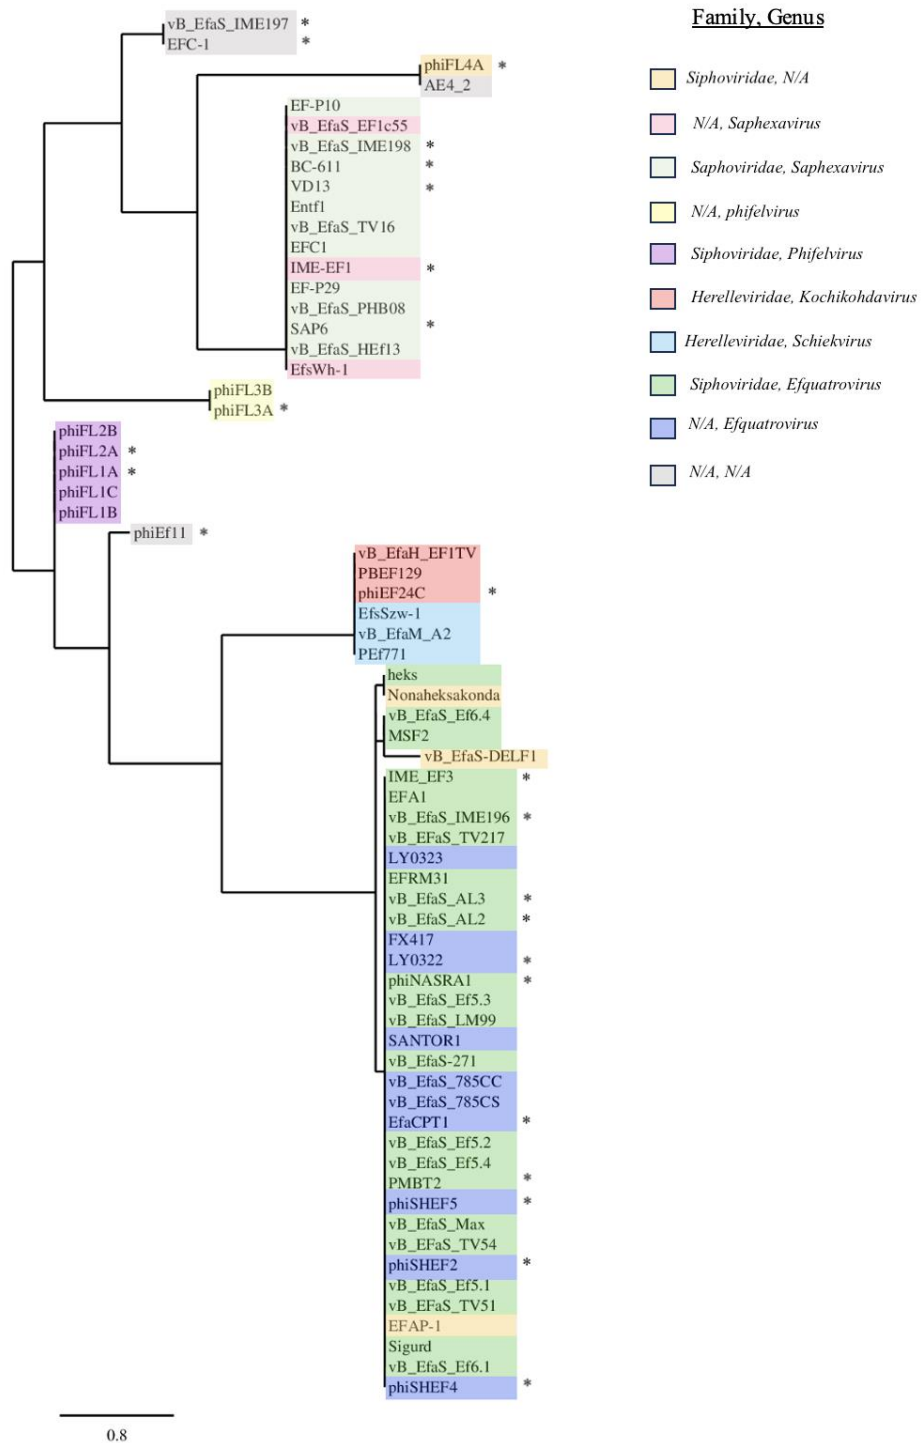 Family, Genus
vB_EfaS_IME197 *
EFC-1 *
phiFL4A *
AE4_2
EF-P10
vB_EfaS_EF1c55
vB_EfaS_IME198 *
BC-611 *
VD13 *
Entf1
vB_EfaS_TV16
EFC1
IME-EF1 *
EF-P29
vB_EfaS_PHB08
SAP6 *
vB_EfaS_HEf13
EfsWh-1
phiFL3B
phiFL3A *
phiFL2B
phiFL2A *
phiFL1A *
phiFL1C
phiFL1B
phiEf11 *
vB_EfaH_EF1TV
PBEF129
phiEF24C *
EfsSzw-1
vB_EfaM_A2
PEf771
heks
Nonaheksakonda
vB_EfaS_Ef6.4
MSF2
vB_EfaS-DELF1
IME_EF3 *
EFA1
vB_EfaS_IME196 *
vB_EFaS_TV217
LY0323
EFRM31
vB_EfaS_AL3 *
vB_EfaS_AL2 *
FX417
LY0322 *
phiNASRA1 *
vB_EfaS_Ef5.3
vB_EfaS_LM99
SANTOR1
vB_EfaS-271
vB_EfaS_785CC
vB_EfaS_785CS
EfaCPT1 *
vB_EfaS_Ef5.2
vB_EfaS_Ef5.4
PMBT2 *
phiSHEF5 *
vB_EfaS_Max
vB_EFaS_TV54
phiSHEF2 *
vB_EfaS_Ef5.1
vB_EFaS_TV51
EFAP-1
Sigurd
vB_EfaS_Ef6.1
phiSHEF4 *
0.8
Siphoviridae, N/A
N/A, Saphexavirus
Saphoviridae, Saphexavirus
N/A, phifelvirus
Siphoviridae, Phifelvirus
Herelleviridae, Kochikohdavirus
Herelleviridae, Schiekvirus
Siphoviridae, Efquatrovirus
N/A, Efquatrovirus
N/A, N/A